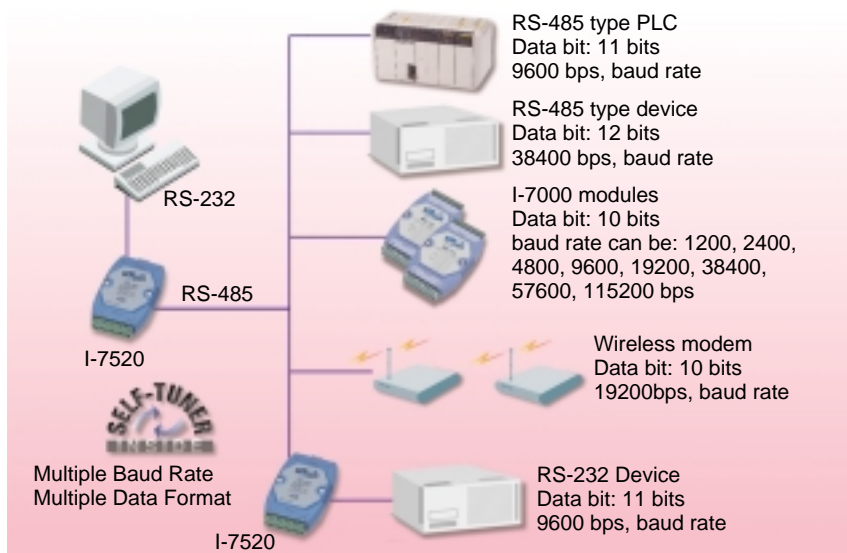 RS-485 type PLC
Data bit: 11 bits
9600 bps, baud rate
RS-485 type device
Data bit: 12 bits
38400 bps, baud rate
RS-232
I-7000 modules
Data bit: 10 bits
baud rate can be: 1200, 2400,
4800, 9600, 19200, 38400,
57600, 115200 bps
RS-485
I-7520
Wireless modem
Data bit: 10 bits
19200bps, baud rate
SELF-TUNER
INSIDE
Multiple Baud Rate
Multiple Data Format
I-7520
RS-232 Device
Data bit: 11 bits
9600 bps, baud rate